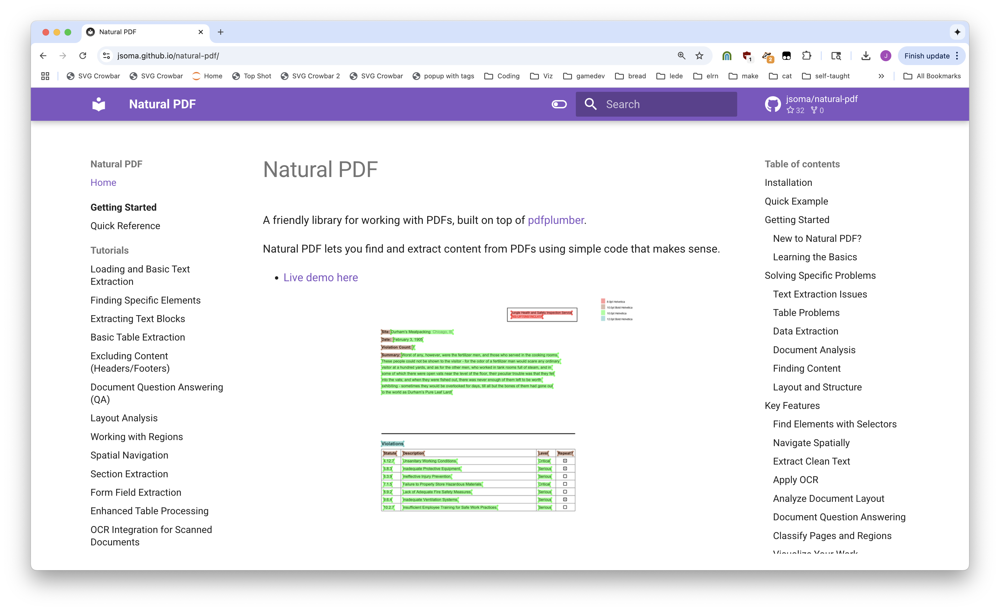 Natural PDF
jsoma.github.io/natural-pdf/
1
2
J
Finish update
SVG Crowbar
SVG Crowbar
Home
Top Shot
SVG Crowbar 2
SVG Crowbar
popup with tags
Coding
Viz
gamedev
bread
lede
elrn
make
cat
self-taught
All Bookmarks
Natural PDF
Search
jsoma/natural-pdf
32 0
Natural PDF
Home
Getting Started
Quick Reference
Tutorials
Loading and Basic Text
Extraction
Finding Specific Elements
Extracting Text Blocks
Basic Table Extraction
Excluding Content
(Headers/Footers)
Document Question Answering
(QA)
Layout Analysis
Working with Regions
Spatial Navigation
Section Extraction
Form Field Extraction
Enhanced Table Processing
OCR Integration for Scanned
Documents
Natural PDF
A friendly library for working with PDFs, built on top of pdfplumber.
Natural PDF lets you find and extract content from PDFs using simple code that makes sense.
• Live demo here
Jungle Health and Safety Inspection Service
INS-UP70N51NCL41R
8.0pt Helvetica
10.0pt Bold Helvetica
10.0pt Helvetica
12.0pt Bold Helvetica
Site: Durham's Meatpacking Chicago, Ill.
Date: February 3, 1905
Violation Count: 7
Summary: Worst of any, however, were the fertilizer men, and those who served in the cooking rooms.
These people could not be shown to the visitor - for the odor of a fertilizer man would scare any ordinary
visitor at a hundred yards, and as for the other men, who worked in tank rooms full of steam, and in
some of which there were open vats near the level of the floor, their peculiar trouble was that they fell
into the vats; and when they were fished out, there was never enough of them left to be worth
exhibiting - sometimes they would be overlooked for days, till all but the bones of them had gone out
to the world as Durham's Pure Leaf Lard!
Violations
Statute Description Level Repeat?
4.12.7 Unsanitary Working Conditions. Critical
5.8.3 Inadequate Protective Equipment. Serious
6.3.9 Ineffective Injury Prevention. Serious
7.1.5 Failure to Properly Store Hazardous Materials. Critical
8.9.2 Lack of Adequate Fire Safety Measures. Serious
9.6.4 Inadequate Ventilation Systems. Serious
10.2.7 Insufficient Employee Training for Safe Work Practices. Serious
Table of contents
Installation
Quick Example
Getting Started
New to Natural PDF?
Learning the Basics
Solving Specific Problems
Text Extraction Issues
Table Problems
Data Extraction
Document Analysis
Finding Content
Layout and Structure
Key Features
Find Elements with Selectors
Navigate Spatially
Extract Clean Text
Apply OCR
Analyze Document Layout
Document Question Answering
Classify Pages and Regions
Visualize Your Work